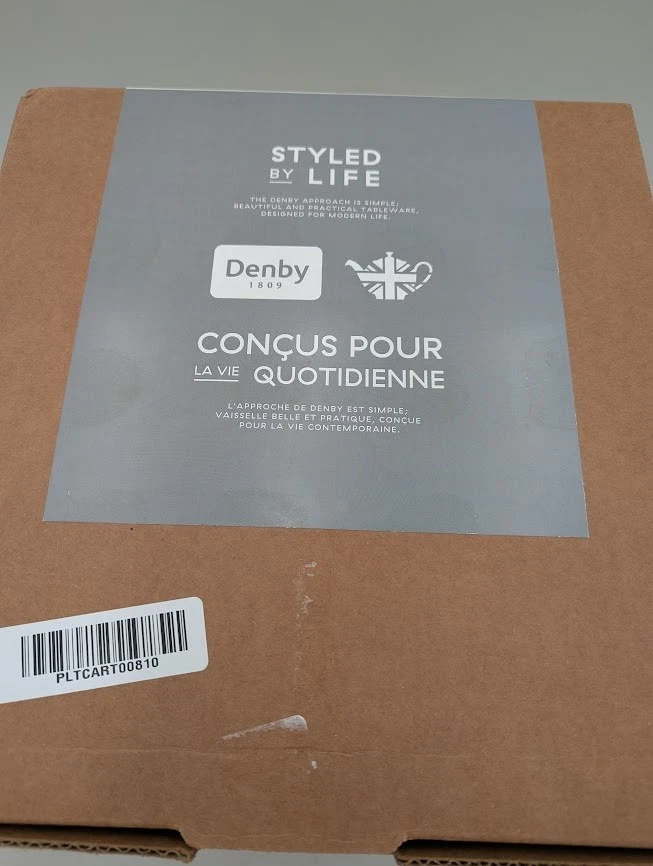 STYLED
BY LIFE
THE DENBY APPROACH IS SIMPLE;
BEAUTIFUL AND PRACTICAL TABLEWARE,
DESIGNED FOR MODERN LIFE.
Denby
1809
CONÇUS POUR
LA VIE QUOTIDIENNE
L'APPROCHE DE DENBY EST SIMPLE;
VAISSELLE BELLE ET PRATIQUE, CONÇUE
POUR LA VIE CONTEMPORAINE.
PLTCART00810